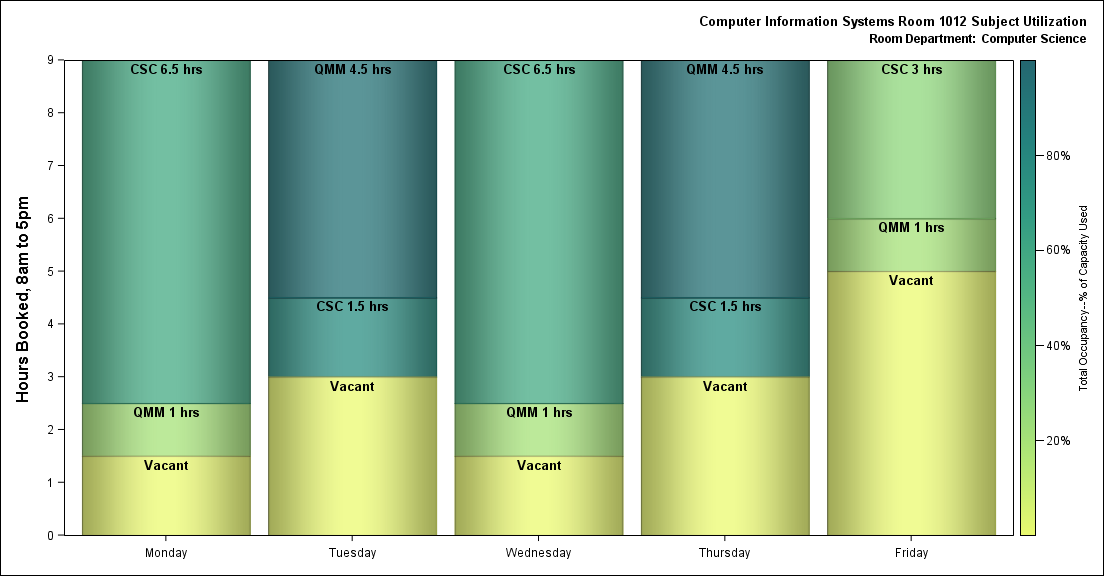 Computer Information Systems Room 1012 Subject Utilization
Room Department: Computer Science
Hours Booked, 8am to 5pm
9
8
7
6
5
4
3
2
1
0
CSC 6.5 hrs
QMM 1 hrs
Vacant
QMM 4.5 hrs
CSC 1.5 hrs
Vacant
CSC 6.5 hrs
QMM 1 hrs
Vacant
QMM 4.5 hrs
CSC 1.5 hrs
Vacant
CSC 3 hrs
QMM 1 hrs
Vacant
Monday
Tuesday
Wednesday
Thursday
Friday
80%
60%
40%
20%
Total Occupancy--% of Capacity Used